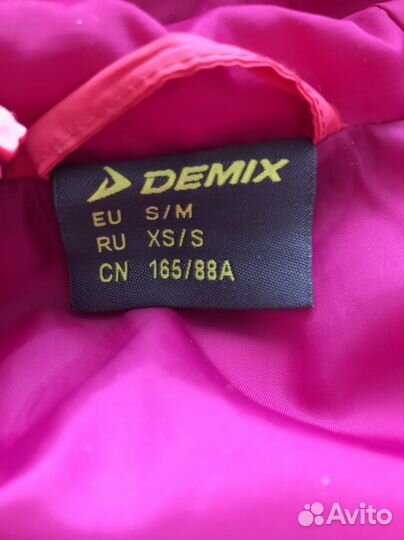 DEMIX
EU S/M
RU XS/S
CN 165/88A
Avito